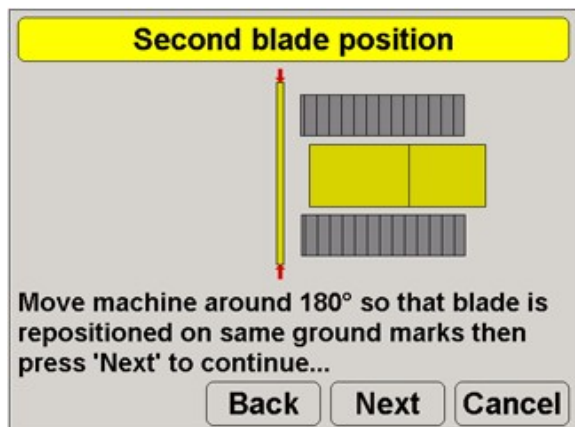 Second blade position
Move machine around 180° so that blade is
repositioned on same ground marks then
press 'Next' to continue...
Back Next Cancel